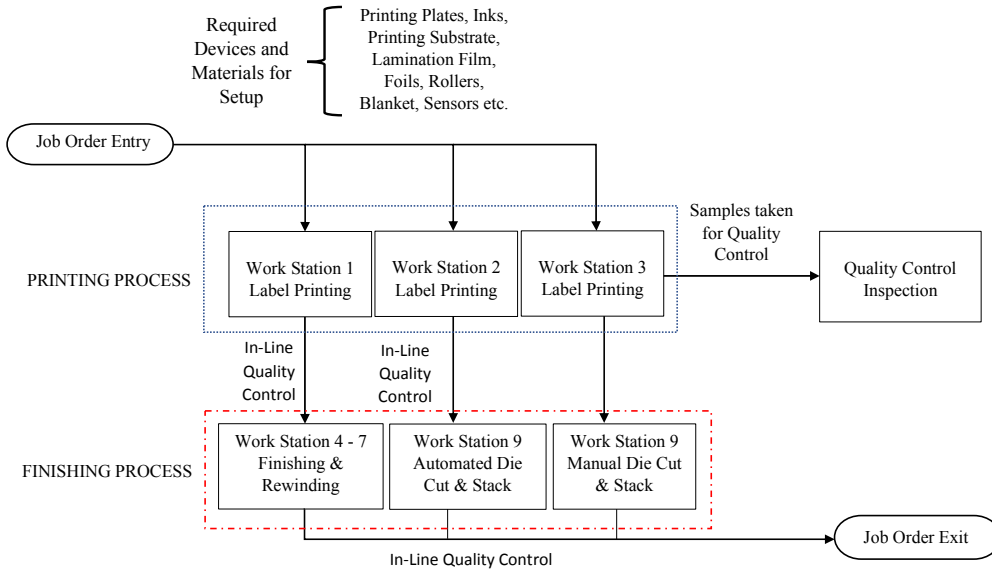 Required
Devices and
Materials for
Setup
Printing Plates, Inks,
Printing Substrate,
Lamination Film,
Foils, Rollers,
Blanket, Sensors etc.
Job Order Entry
Samples taken
for Quality
Control
PRINTING PROCESS
Work Station 1
Label Printing
Work Station 2
Label Printing
Work Station 3
Label Printing
Quality Control
Inspection
In-Line
Quality
Control
In-Line
Quality
Control
FINISHING PROCESS
Work Station 4 - 7
Finishing &
Rewinding
Work Station 9
Automated Die
Cut & Stack
Work Station 9
Manual Die Cut
& Stack
In-Line Quality Control
Job Order Exit